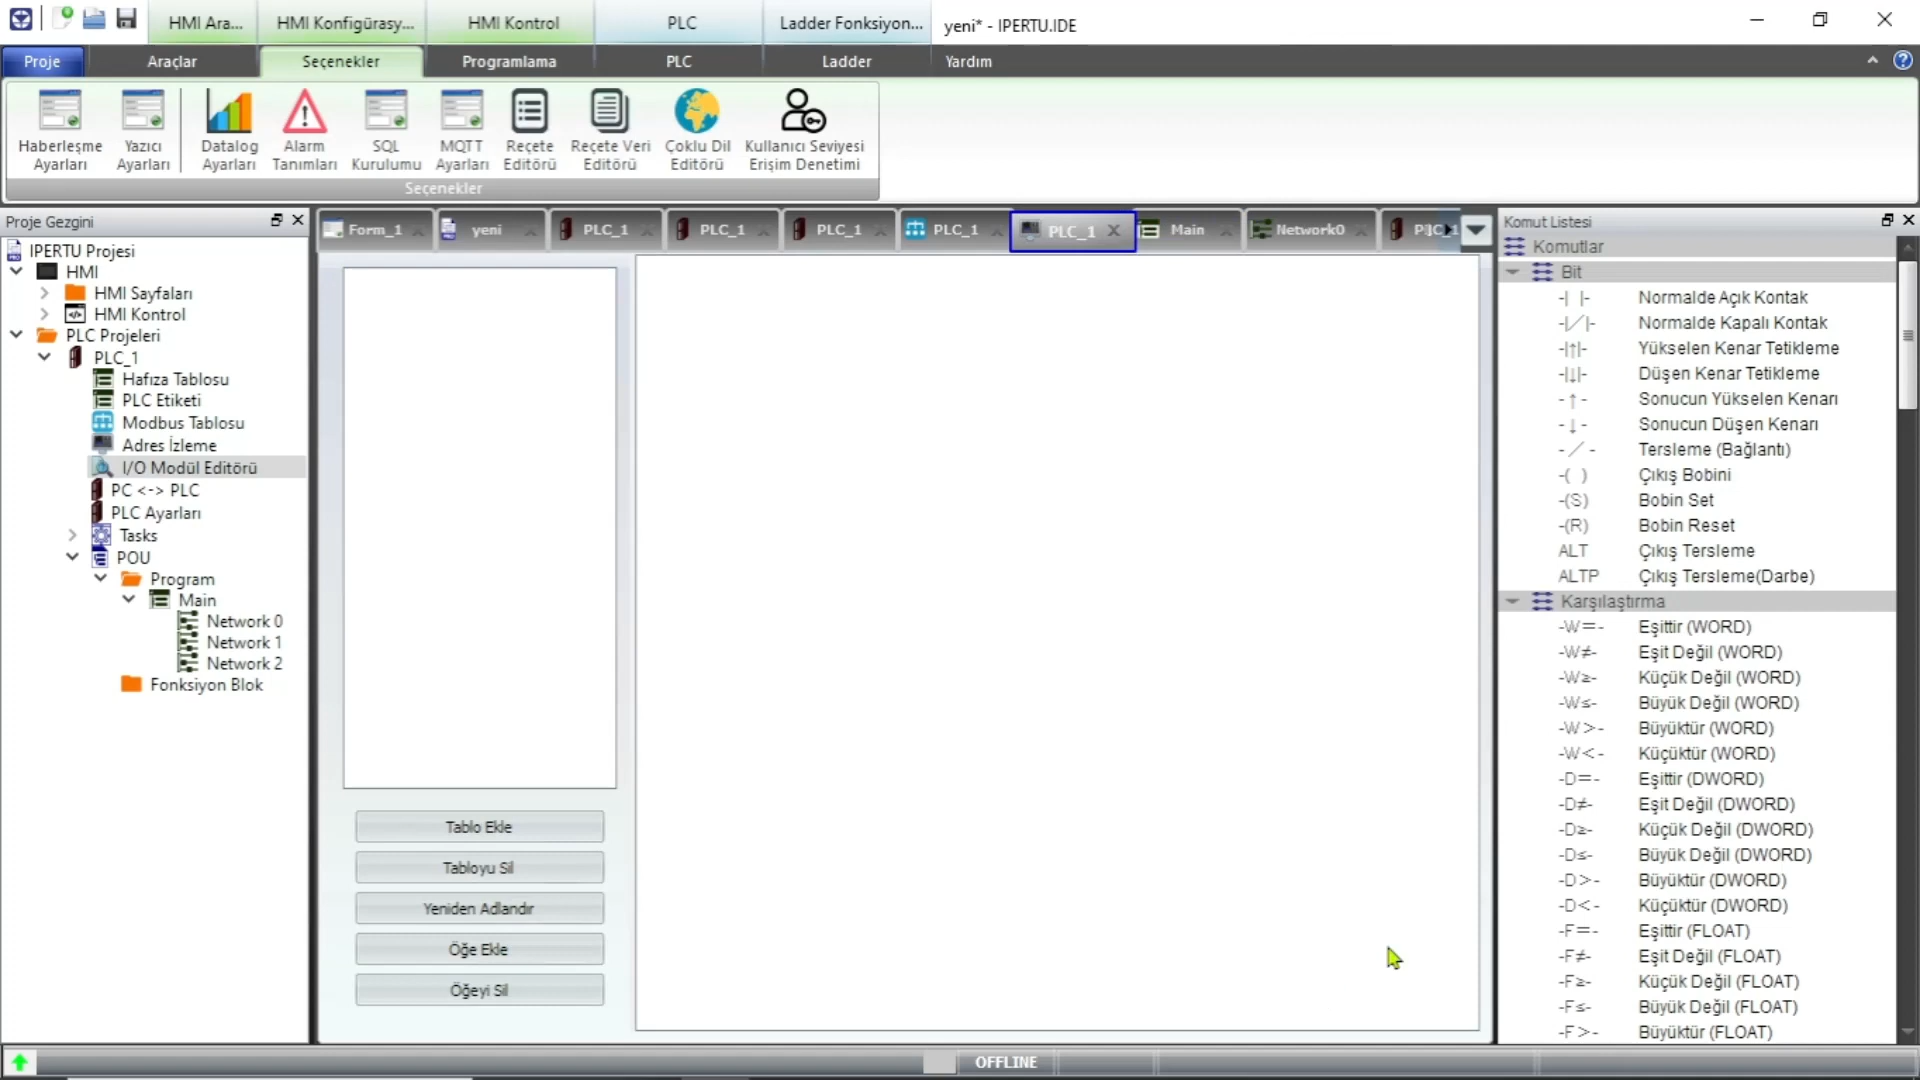 HMI Ara...
HMI Konfigürasy...
HMI Kontrol
PLC
Ladder Fonksiyon...
yeni* - IPERTU.IDE
Proje
Araçlar
Seçenekler
Programlama
PLC
Ladder
Yardım
Haberleşme Ayarları
Yazıcı Ayarları
Datalog Ayarları
Alarm Tanımları
SQL Kurulumu
MQTT Ayarları
Reçete Editörü
Reçete Veri Editörü
Çoklu Dil Editörü
Kullanıcı Seviyesi Erişim Denetimi
Seçenekler
Proje Gezgini
IPERTU Projesi
HMI
HMI Sayfaları
HMI Kontrol
PLC Projeleri
PLC_1
Hafıza Tablosu
PLC Etiketi
Modbus Tablosu
Adres İzleme
I/O Modül Editörü
PC <-> PLC
PLC Ayarları
Tasks
POU
Program
Main
Network 0
Network 1
Network 2
Fonksiyon Blok
Form_1
yeni
PLC_1
PLC_1
PLC_1
PLC_1
PLC_1
Main
Network0
Tablo Ekle
Tabloyu Sil
Yeniden Adlandır
Öğe Ekle
Öğeyi Sil
Komut Listesi
Komutlar
Bit
-| |- Normalde Açık Kontak
-|/|- Normalde Kapalı Kontak
-|↑|- Yükselen Kenar Tetikleme
-|↓|- Düşen Kenar Tetikleme
-↑- Sonucun Yükselen Kenarı
-↓- Sonucun Düşen Kenarı
-/- Tersleme (Bağlantı)
-( ) Çıkış Bobini
-(S) Bobin Set
-(R) Bobin Reset
ALT Çıkış Tersleme
ALTP Çıkış Tersleme(Darbe)
Karşılaştırma
-W=- Eşittir (WORD)
-W≠- Eşit Değil (WORD)
-W≥- Küçük Değil (WORD)
-W≤- Büyük Değil (WORD)
-W>- Büyüktür (WORD)
-W<- Küçüktür (WORD)
-D=- Eşittir (DWORD)
-D≠- Eşit Değil (DWORD)
-D≥- Küçük Değil (DWORD)
-D≤- Büyük Değil (DWORD)
-D>- Büyüktür (DWORD)
-D<- Küçüktür (DWORD)
-F=- Eşittir (FLOAT)
-F≠- Eşit Değil (FLOAT)
-F≥- Küçük Değil (FLOAT)
-F≤- Büyük Değil (FLOAT)
-F>- Büyüktür (FLOAT)
OFFLINE